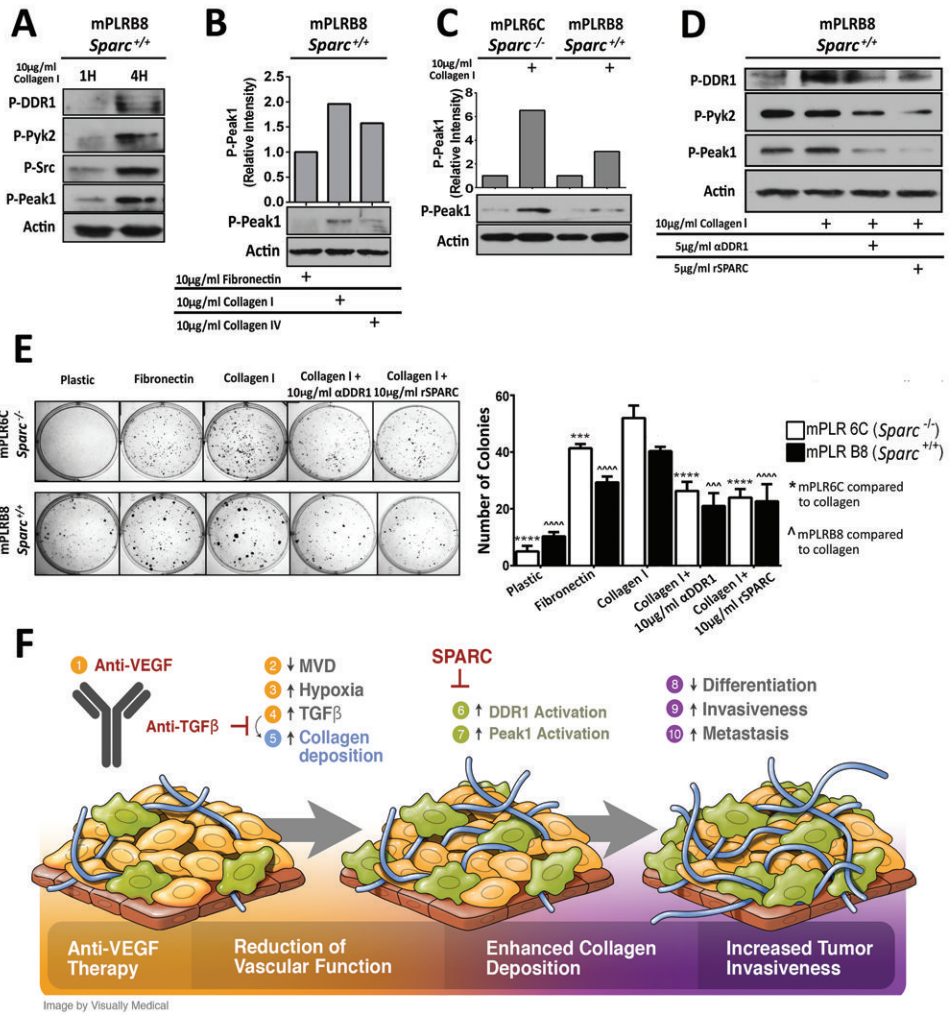 A
mPLRB8
Sparc+/+
10µg/ml
Collagen I
1H
4H
P-DDR1
P-Pyk2
P-Src
P-Peak1
Actin
B
mPLRB8
Sparc+/+
P-Peak1
(Relative Intensity)
2.5
2.0
1.5
1.0
0.5
0.0
P-Peak1
Actin
10µg/ml Fibronectin +
10µg/ml Collagen I +
10µg/ml Collagen IV +
C
mPLR6C mPLRB8
Sparc-/- Sparc+/+
10µg/ml
Collagen I + +
P-Peak1
(Relative Intensity)
8
6
4
2
0
P-Peak1
Actin
D
mPLRB8
Sparc+/+
P-DDR1
P-Pyk2
P-Peak1
Actin
10µg/ml Collagen I + + +
5µg/ml αDDR1 +
5µg/ml rSPARC +
E
Plastic Fibronectin Collagen I Collagen I + Collagen I +
10µg/ml αDDR1 10µg/ml rSPARC
mPLR6C
Sparc-/-
mPLRB8
Sparc+/+
Number of Colonies
60
40
20
0
**** ^^^^ *** ^^^^ **** ^^^ **** ^^^^
Plastic
Fibronectin
Collagen I
Collagen I+
10µg/ml αDDR1
Collagen I+
10µg/ml rSPARC
mPLR 6C (Sparc -/-)
mPLR B8 (Sparc +/+)
*mPLR6C compared
to collagen
^mPLRB8 compared
to collagen
F
1 Anti-VEGF
Anti-TGFβ
2 ↓ MVD
3 ↑ Hypoxia
4 ↑ TGFβ
5 ↑ Collagen
deposition
SPARC
6 ↑ DDR1 Activation
7 ↑ Peak1 Activation
8 ↓ Differentiation
9 ↑ Invasiveness
10 ↑ Metastasis
Anti-VEGF
Therapy
Reduction of
Vascular Function
Enhanced Collagen
Deposition
Increased Tumor
Invasiveness
Image by Visually Medical